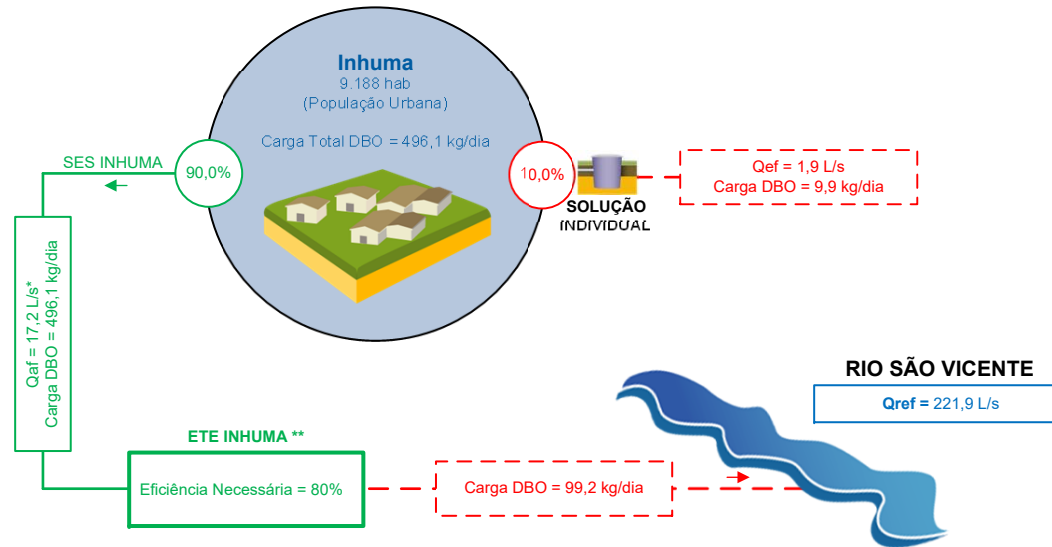 Inhuma
9.188 hab
(População Urbana)
Carga Total DBO = 496,1 kg/dia
SES INHUMA
90,0%
10,0%
SOLUÇÃO
INDIVIDUAL
Qef = 1,9 L/s
Carga DBO = 9,9 kg/dia
Qaf = 17,2 L/s*
Carga DBO = 496,1 kg/dia
RIO SÃO VICENTE
Qref = 221,9 L/s
ETE INHUMA **
Eficiência Necessária = 80%
Carga DBO = 99,2 kg/dia